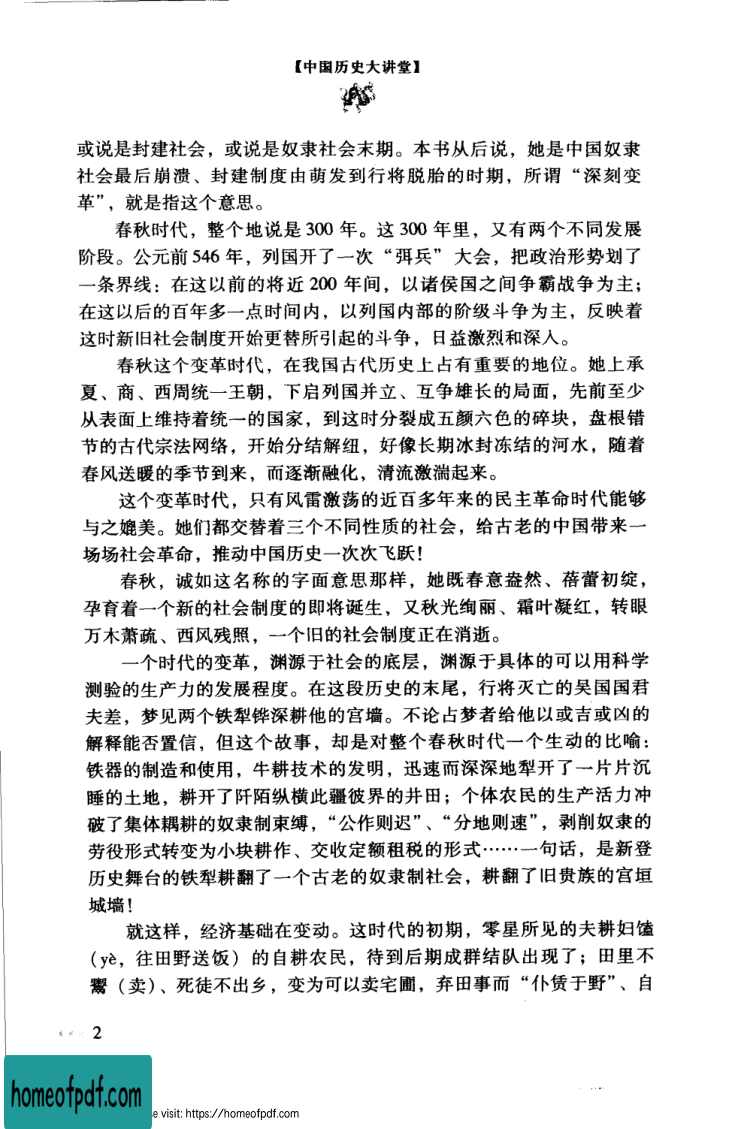 【中国历史大讲堂】
或说是封建社会，或说是奴隶社会末期。本书从后说，她是中国奴隶
社会最后崩溃、封建制度由萌发到行将脱胎的时期，所谓“深刻变
革”，就是指这个意思。
春秋时代，整个地说是300年。这300年里，又有两个不同发展
阶段。公元前546年，列国开了一次“弭兵”大会，把政治形势划了
一条界线：在这以前的将近200年间，以诸侯国之间争霸战争为主；
在这以后的百年多一点时间内，以列国内部的阶级斗争为主，反映着
这时新旧社会制度开始更替所引起的斗争，日益激烈和深入。
春秋这个变革时代，在我国古代历史上占有重要的地位。她上承
夏、商、西周统一王朝，下启列国并立、互争雄长的局面，先前至少
从表面上维持着统一的国家，到这时分裂成五颜六色的碎块，盘根错
节的古代宗法网络，开始分结解纽，好像长期冰封冻结的河水，随着
春风送暖的季节到来，而逐渐融化，清流激湍起来。
这个变革时代，只有风雷激荡的近百多年来的民主革命时代能够
与之媲美。她们都交替着三个不同性质的社会，给古老的中国带来一
场场社会革命，推动中国历史一次次飞跃！
春秋，诚如这名称的字面意思那样，她既春意盎然、蓓蕾初绽，
孕育着一个新的社会制度的即将诞生，又秋光绚丽、霜叶凝红，转眼
万木萧疏、西风残照，一个旧的社会制度正在消逝。
一个时代的变革，渊源于社会的底层，渊源于具体的可以用科学
测验的生产力的发展程度。在这段历史的末尾，行将灭亡的吴国国君
夫差，梦见两个铁犁铧深耕他的宫墙。不论占梦者给他以或吉或凶的
解释能否置信，但这个故事，却是对整个春秋时代一个生动的比喻：
铁器的制造和使用，牛耕技术的发明，迅速而深深地犁开了一片片沉
睡的土地，耕开了阡陌纵横此疆彼界的井田；个体农民的生产活力冲
破了集体耦耕的奴隶制束缚，“公作则迟”、“分地则速”，剥削奴隶的
劳役形式转变为小块耕作、交收定额租税的形式……一句话，是新登
历史舞台的铁犁耕翻了一个古老的奴隶制社会，耕翻了旧贵族的宫垣
城墙！
就这样，经济基础在变动。这时代的初期，零星所见的夫耕妇馌
（yè，往田野送饭）的自耕农民，待到后期成群结队出现了；田里不
鬻（卖）、死徒不出乡，变为可以卖宅圃，弃田事而“仆赁于野”、自
2
homeofpdf.com
e visit: https://homeofpdf.com